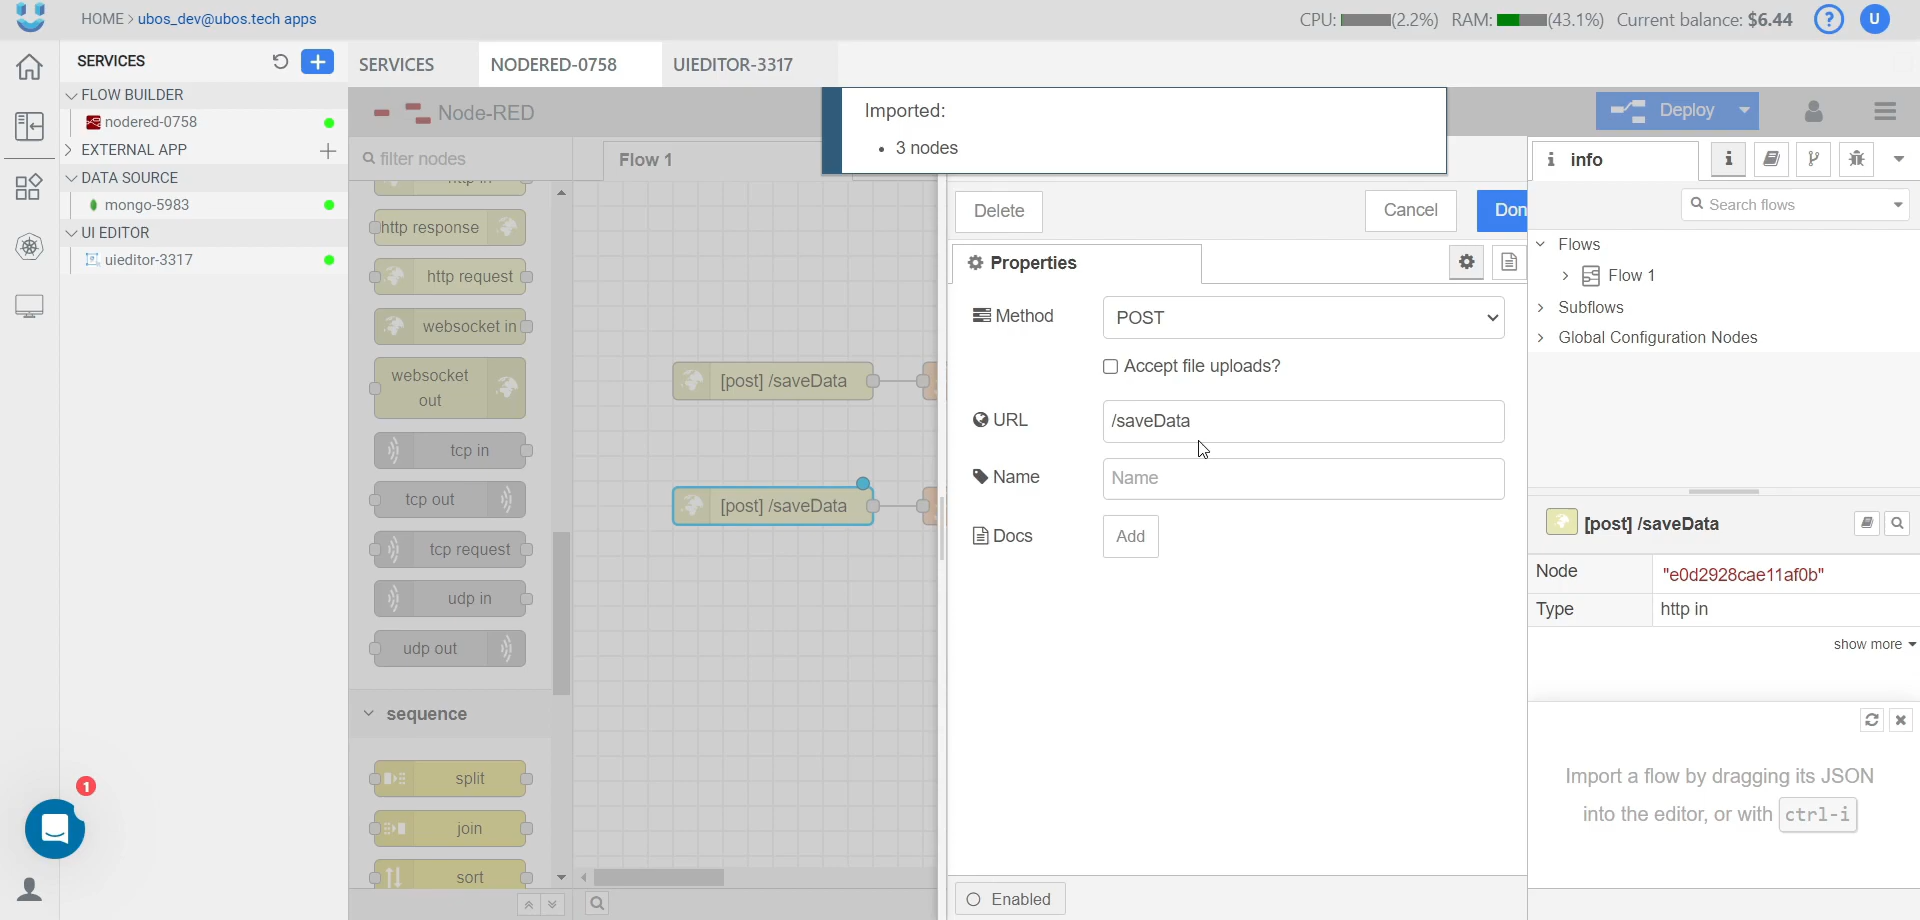 HOME > ubos_dev@ubos.tech apps
CPU: (2.2%) RAM: (43.1%) Current balance: $6.44
?
U
SERVICES
+
SERVICES
NODERED-0758
UIEDITOR-3317
FLOW BUILDER
nodered-0758
EXTERNAL APP
DATA SOURCE
mongo-5983
UI EDITOR
uieditor-3317
1
Node-RED
Imported:
• 3 nodes
Deploy
filter nodes
http response
http request
websocket in
websocket
out
tcp in
tcp out
tcp request
udp in
udp out
sequence
split
join
sort
Flow 1
[post] /saveData
[post] /saveData
Delete
Cancel
Don
Properties
Method
POST
Accept file uploads?
URL
/saveData
Name
Name
Docs
Add
Enabled
i info
i
Search flows
Flows
Flow 1
Subflows
Global Configuration Nodes
[post] /saveData
Node
"e0d2928cae11af0b"
Type
http in
show more
Import a flow by dragging its JSON
into the editor, or with ctrl-i